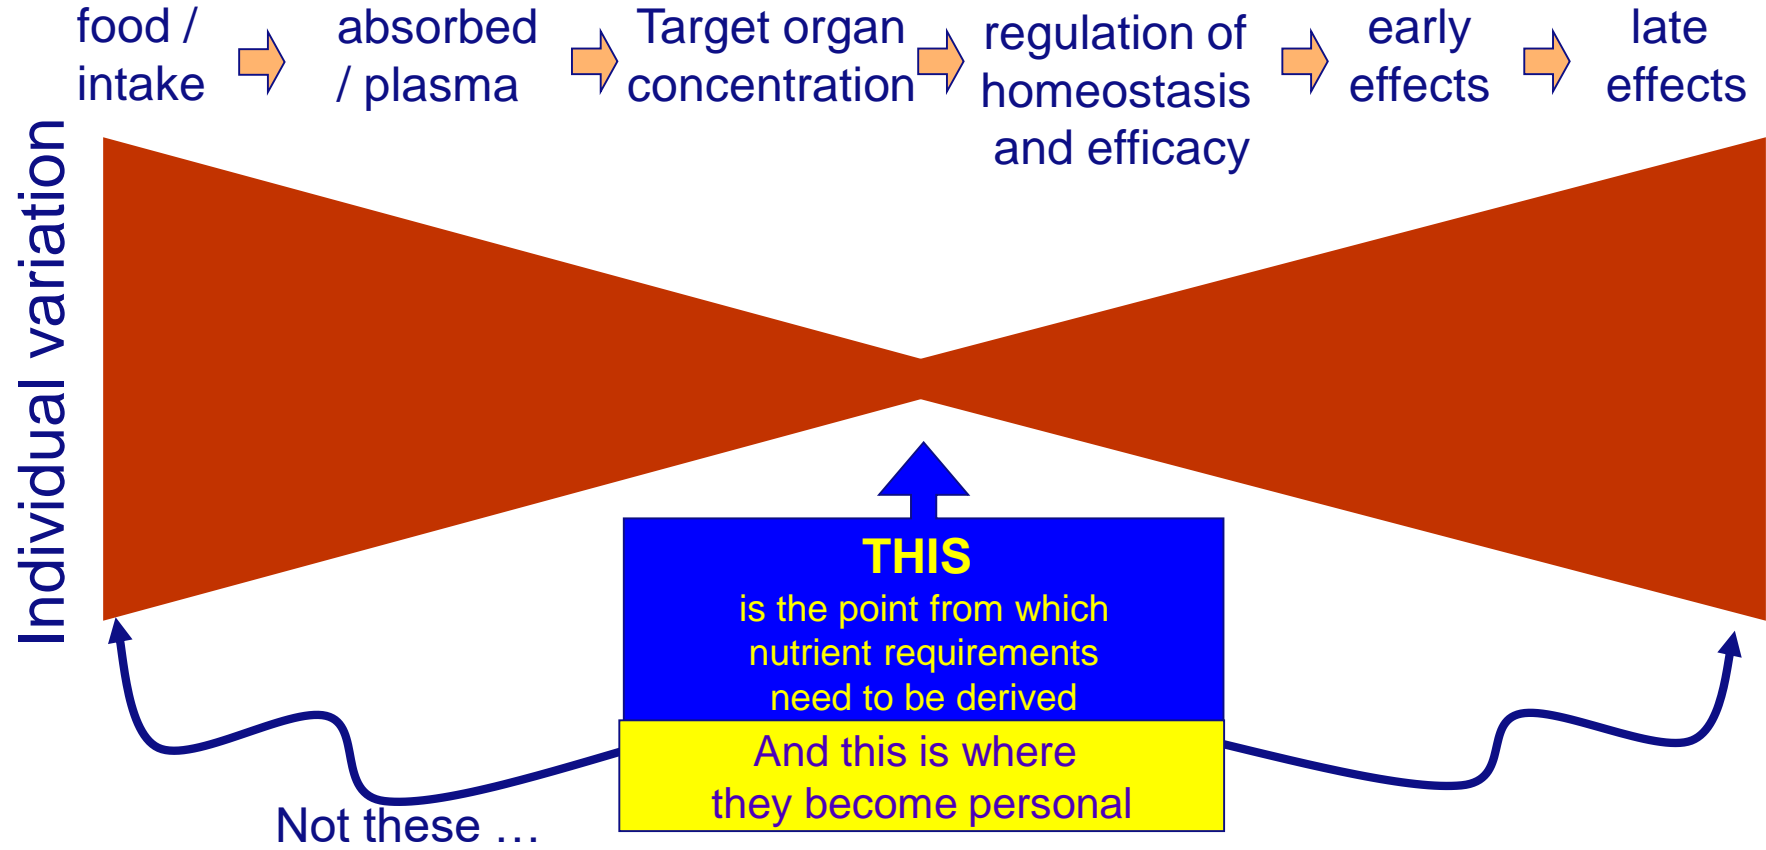 food /
intake
absorbed
/ plasma
Target organ
concentration
regulation of
homeostasis
and efficacy
early
effects
late
effects
Individual variation
THIS
is the point from which
nutrient requirements
need to be derived
And this is where
they become personal
Not these …